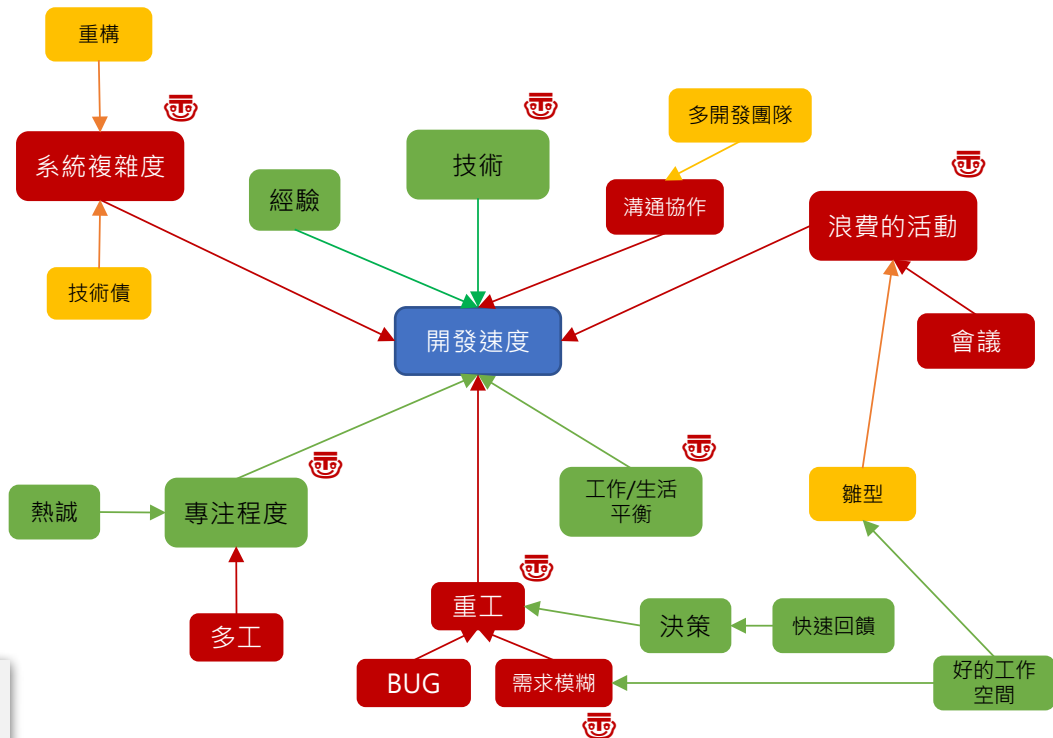 重構
系統複雜度
技術債
經驗
技術
多開發團隊
溝通協作
浪費的活動
會議
開發速度
熱誠
專注程度
多工
工作/生活
平衡
雛型
重工
BUG
需求模糊
決策
快速回饋
好的工作
空間